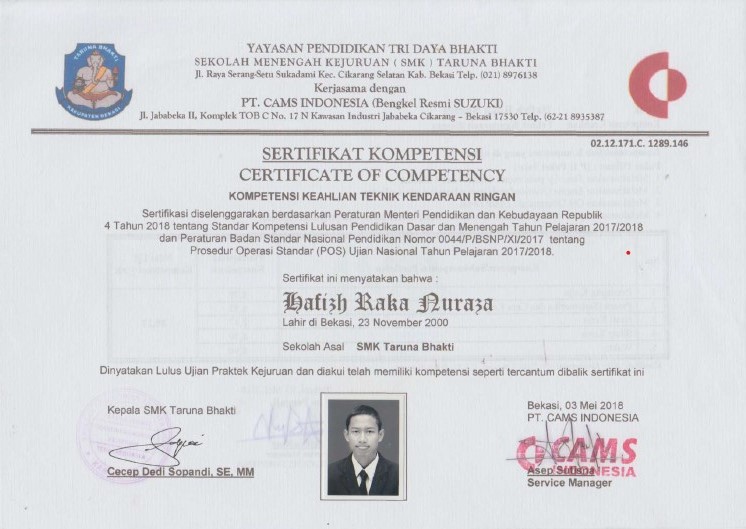 YAYASAN PENDIDIKAN TRI DAYA BHAKTI
SEKOLAH MENENGAH KEJURUAN ( SMK ) TARUNA BHAKTI
Jl. Raya Serang-Setu Sukadami Kec. Cikarang Selatan Kab. Bekasi Telp. (021) 8976138
Kerjasama dengan
PT. CAMS INDONESIA (Bengkel Resmi SUZUKI)
Jl. Jababeka II, Komplek TOB C No. 17 N Kawasan Industri Jababeka Cikarang – Bekasi 17530 Telp. (62-21 8935387
TARUNA BHAKTI
KABUPATEN BEKASI
02.12.171.C. 1289.146
SERTIFIKAT KOMPETENSI
CERTIFICATE OF COMPETENCY
KOMPETENSI KEAHLIAN TEKNIK KENDARAAN RINGAN
Sertifikasi diselenggarakan berdasarkan Peraturan Menteri Pendidikan dan Kebudayaan Republik
4 Tahun 2018 tentang Standar Kompetensi Lulusan Pendidikan Dasar dan Menengah Tahun Pelajaran 2017/2018
dan Peraturan Badan Standar Nasional Pendidikan Nomor 0044/P/BSNP/XI/2017 tentang
Prosedur Operasi Standar (POS) Ujian Nasional Tahun Pelajaran 2017/2018.
Sertifikat ini menyatakan bahwa :
Hafizh Raka Nuraza
Lahir di Bekasi, 23 November 2000
Sekolah Asal SMK Taruna Bhakti
Dinyatakan Lulus Ujian Praktek Kejuruan dan diakui telah memiliki kompetensi seperti tercantum dibalik sertifikat ini
Kepala SMK Taruna Bhakti
Cecep Dedi Sopandi, SE, MM
Bekasi, 03 Mei 2018
PT. CAMS INDONESIA
CAMS
INDONESIA
Asep Sutisna
Service Manager